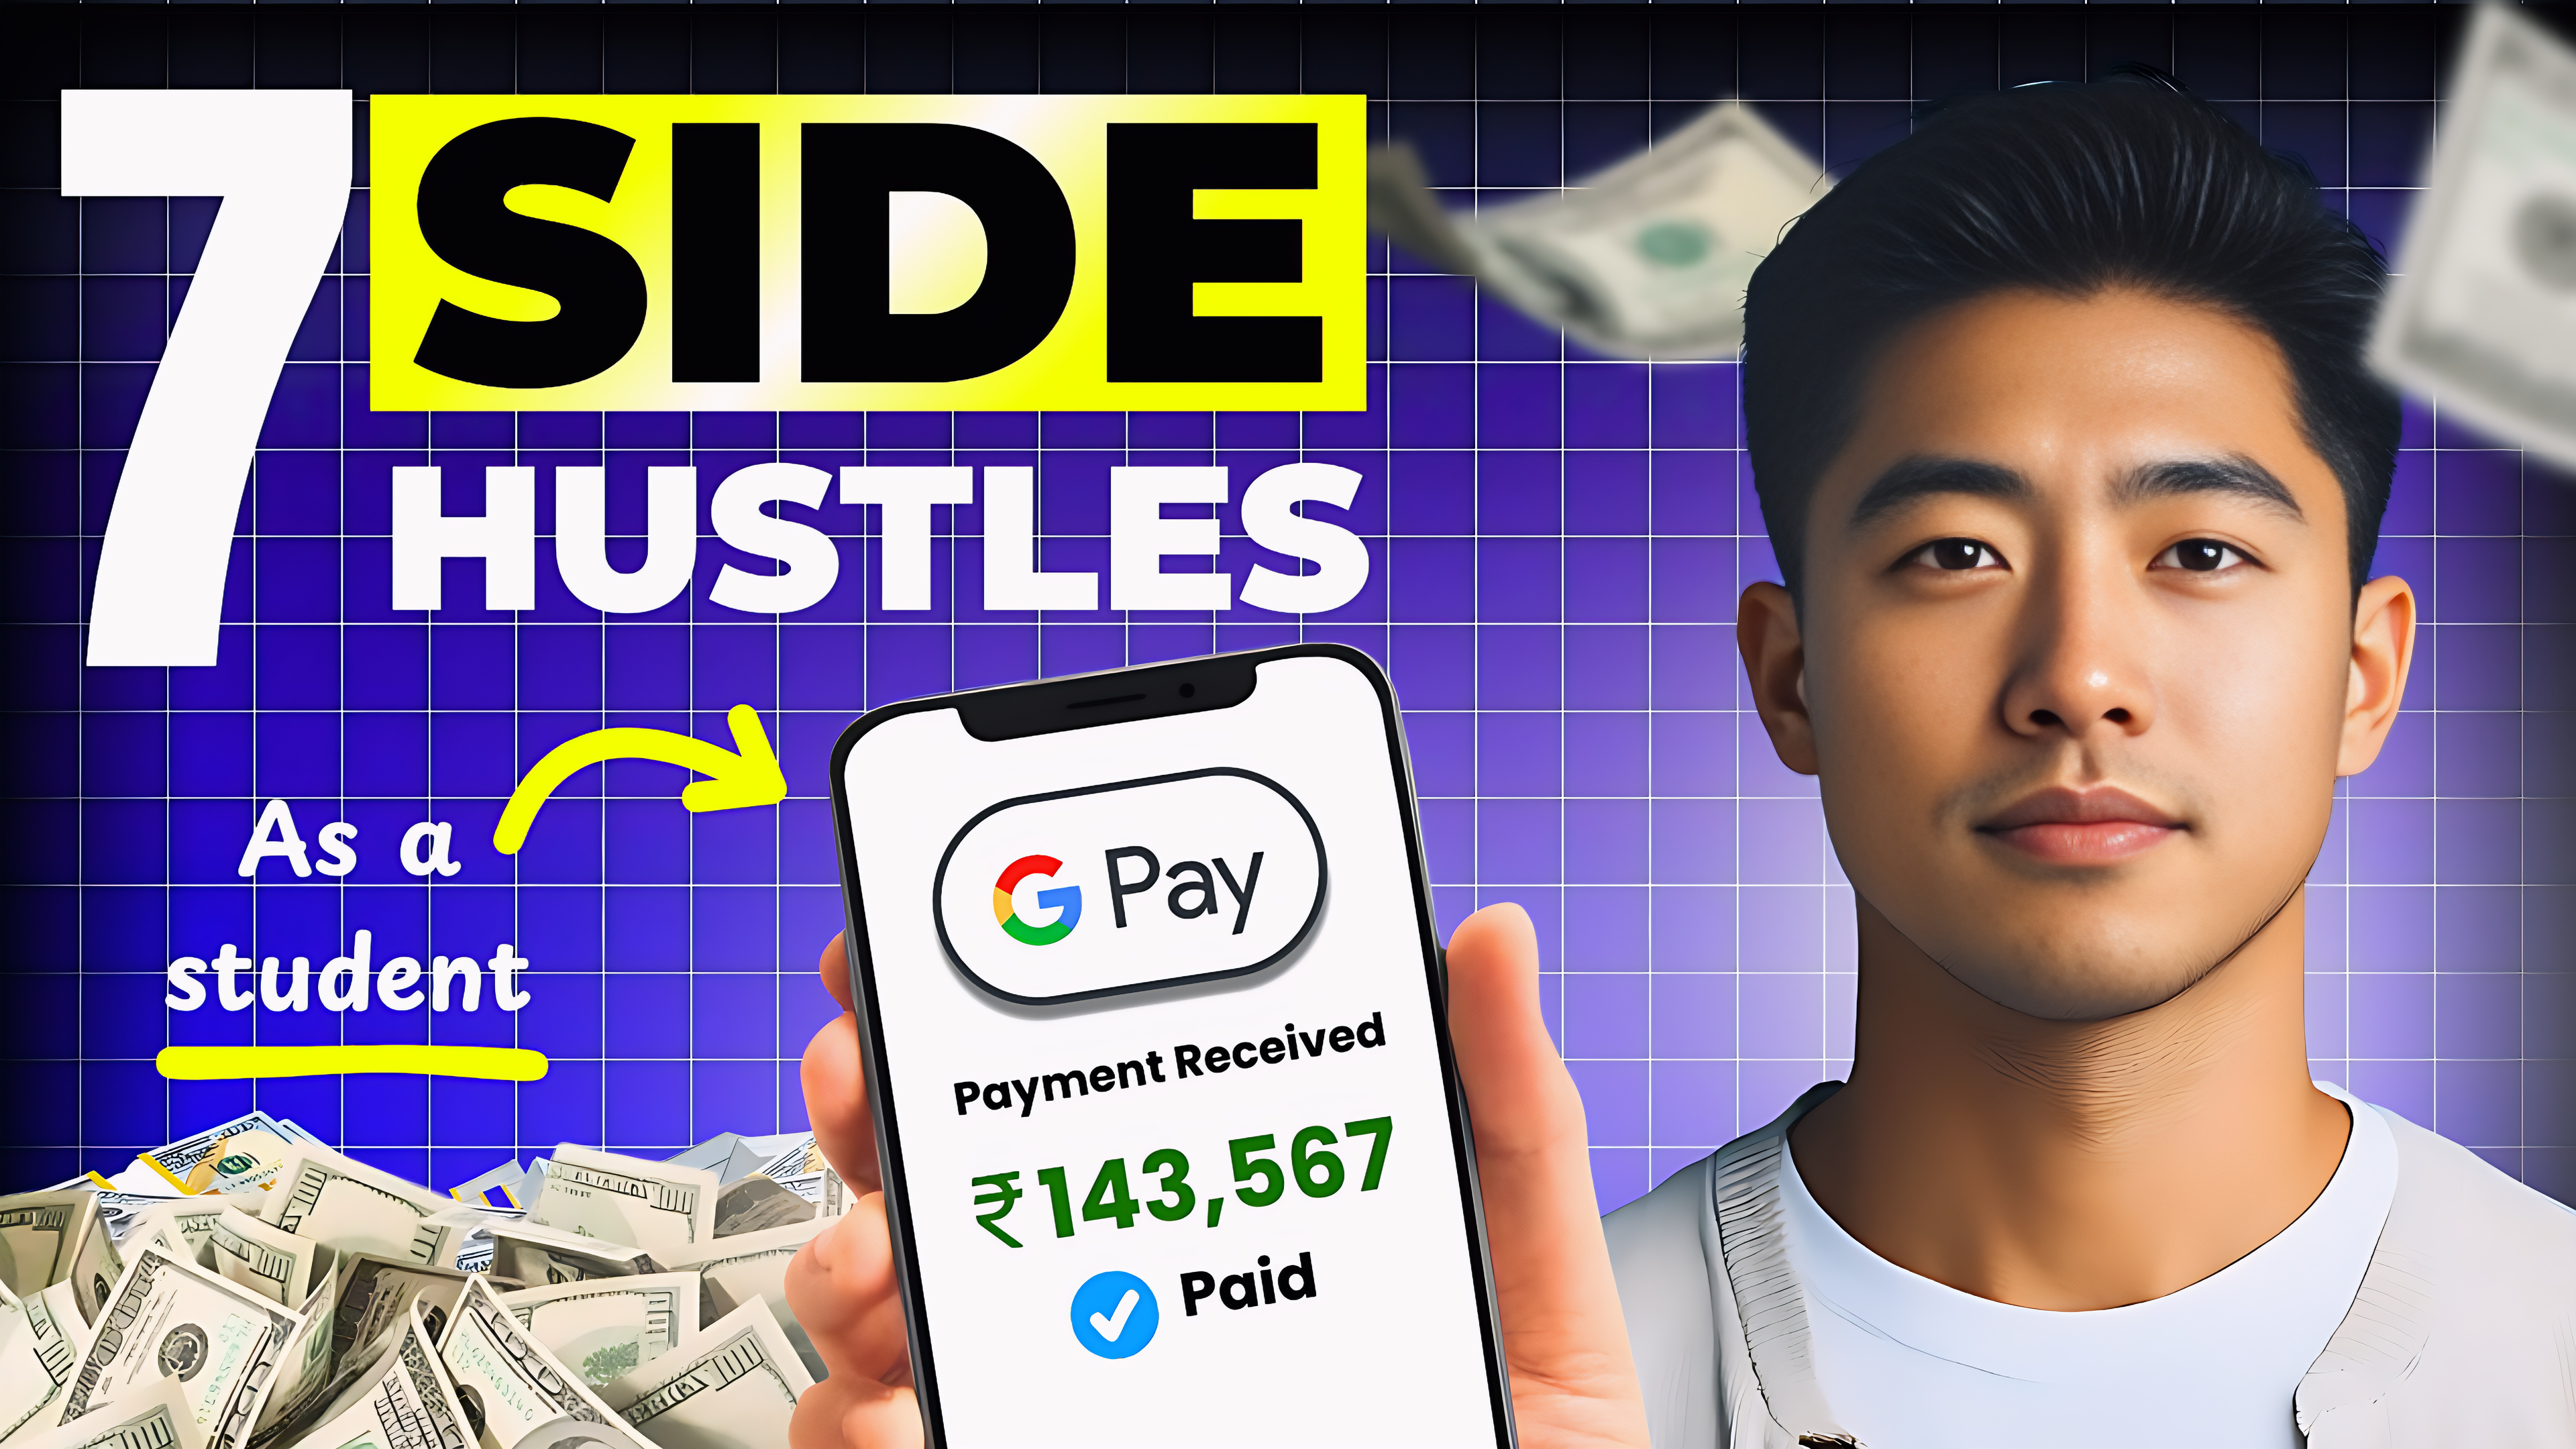 7 SIDE
HUSTLES
As a
student
G Pay
Payment Received
₹143,567
Paid